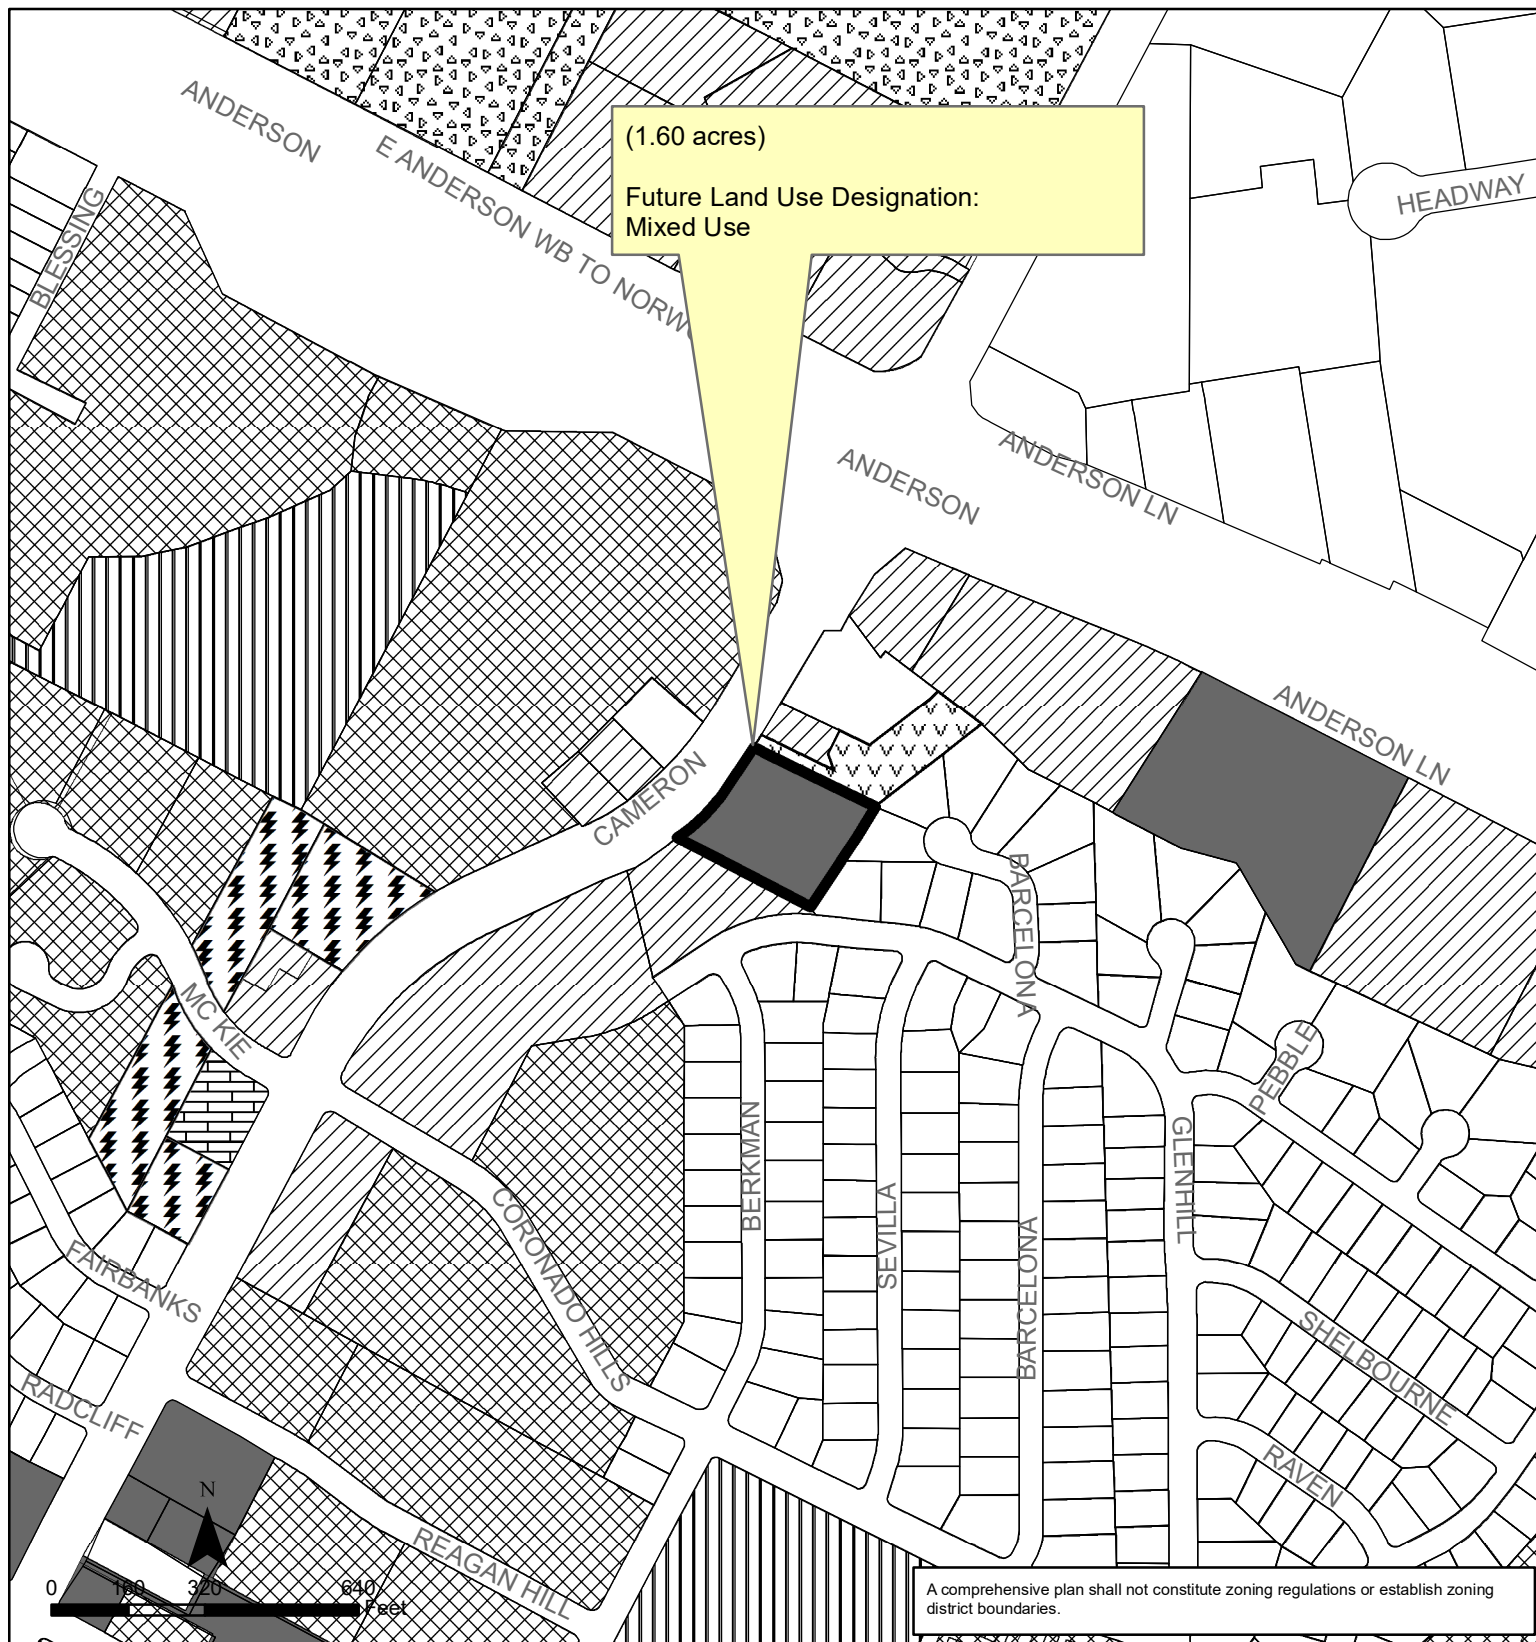 ANDERSON
E ANDERSON WB TO NORW
(1.60 acres)
Future Land Use Designation:
Mixed Use
HEADWAY
BLESSING
ANDERSON
ANDERSON LN
ANDERSON LN
CAMERON
BARCELONA
MC KIE
PEBBLE
BERKMAN
SEVILLA
BARCELONA
GLENHILL
CORONADO HILLS
FAIRBANKS
SHELBOURNE
RADCLIFF
RAVEN
REAGAN HILL
N
0 160 320 640
Feet
A comprehensive plan shall not constitute zoning regulations or establish zoning
district boundaries.